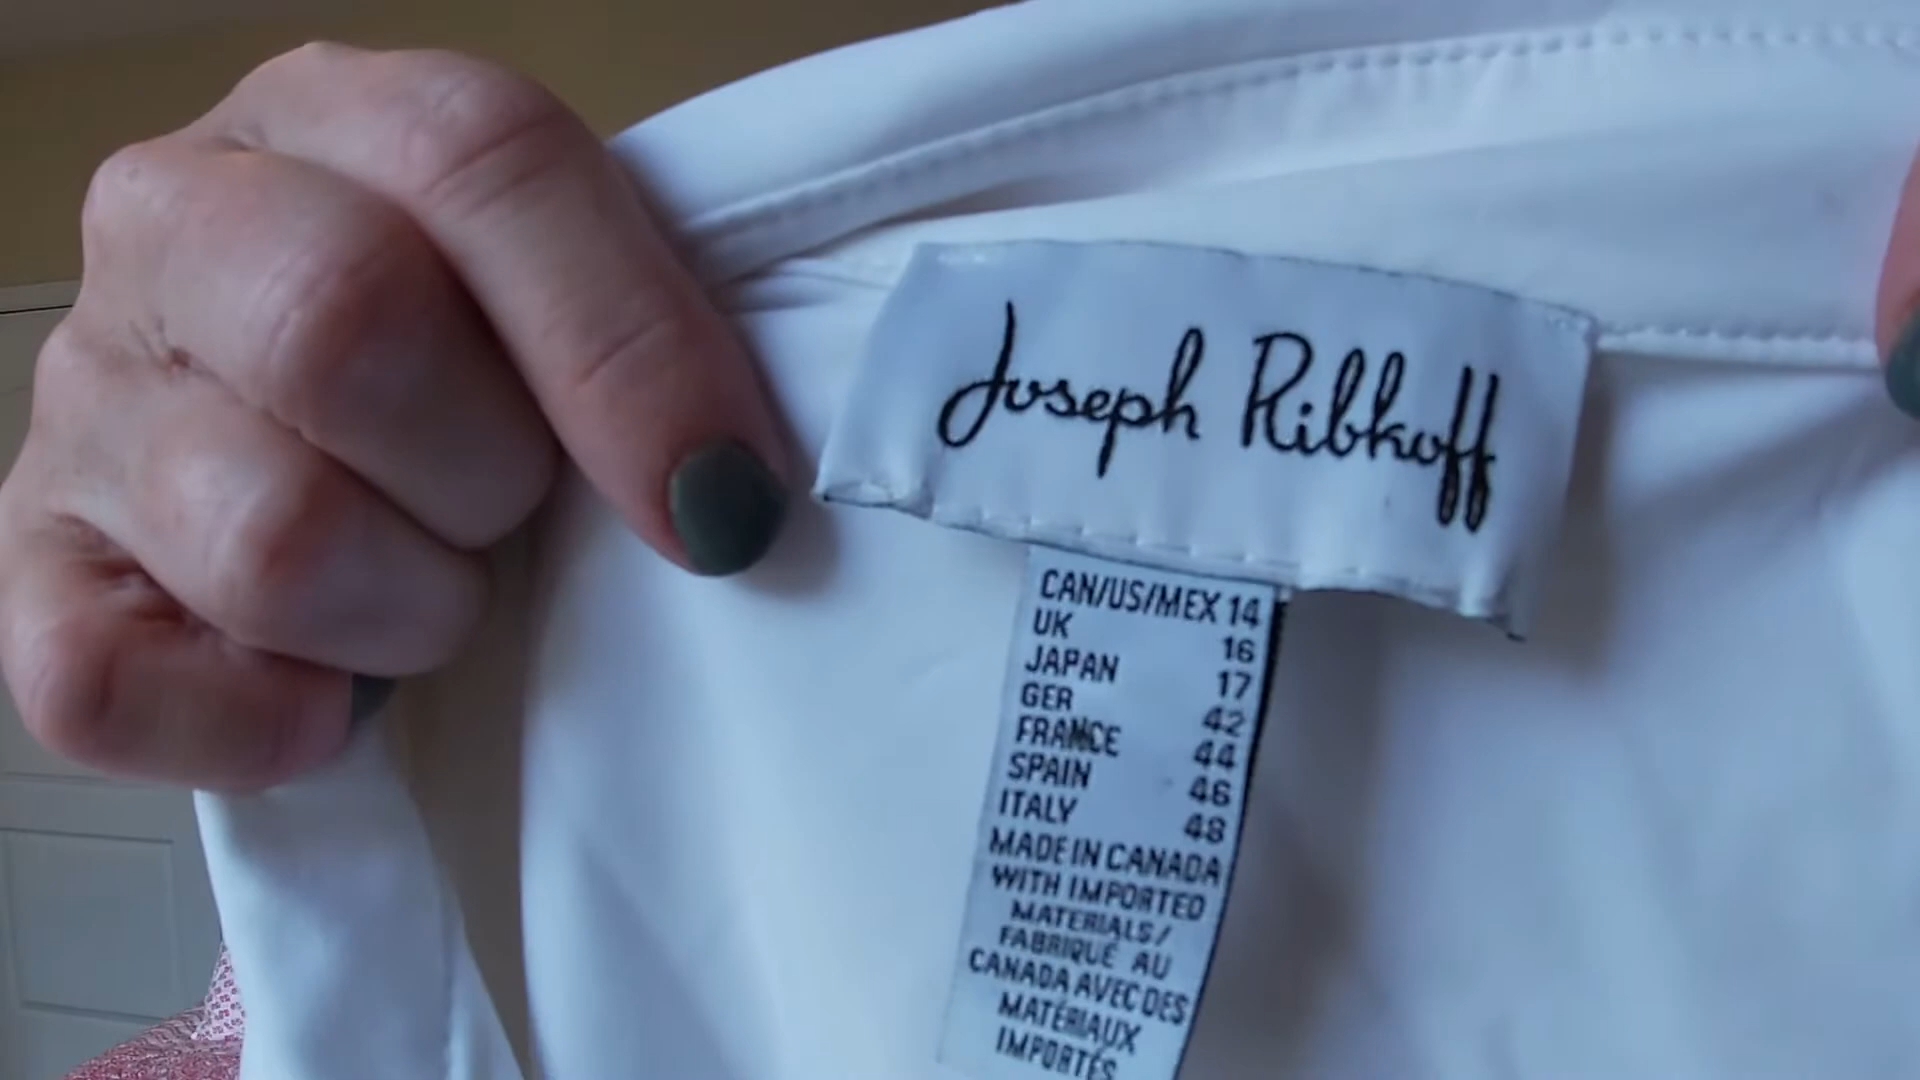 Joseph Ribkoff
CAN/US/MEX 14
UK 16
JAPAN 17
GER 42
FRANCE 44
SPAIN 46
ITALY 48
MADE IN CANADA
WITH IMPORTED
MATERIALS/
FABRIQUÉ AU
CANADA AVEC DES
MATÉRIAUX
IMPORTÉS